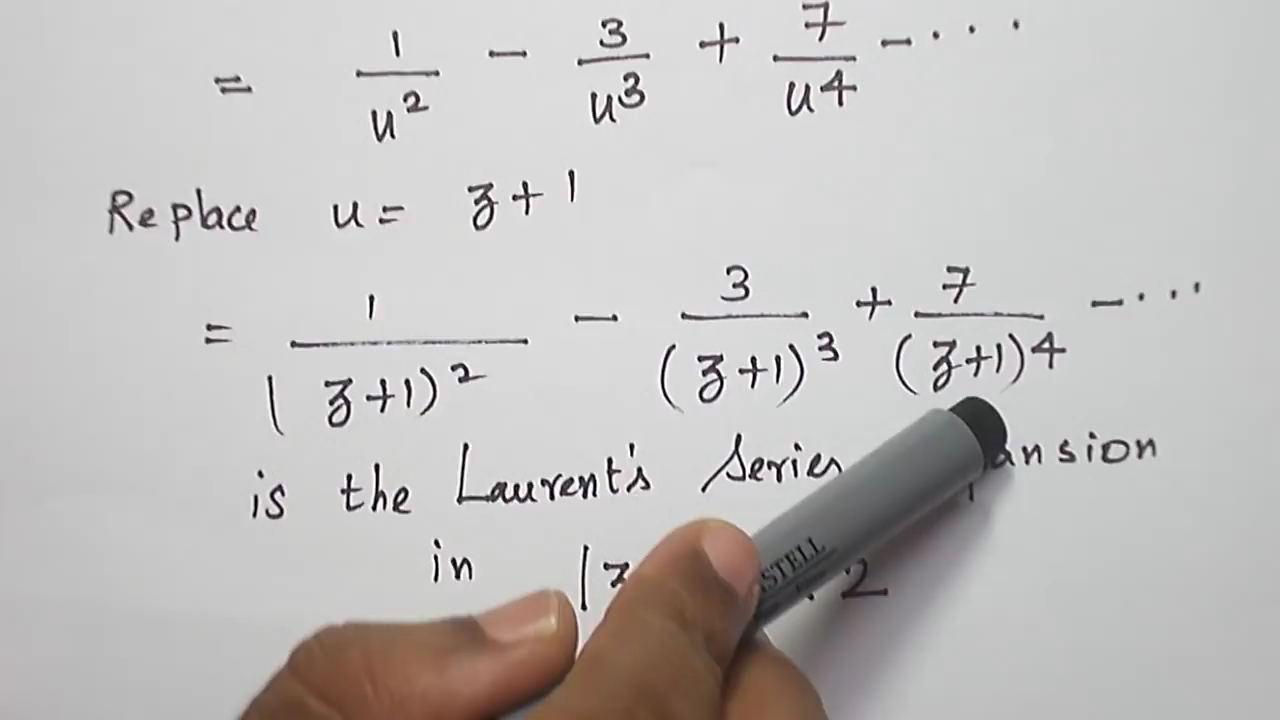 = 1/u² - 3/u³ + 7/u⁴ - ....
Replace u = z+1
= 1/(z+1)² - 3/(z+1)³ + 7/(z+1)⁴ - ...
is the Laurent's
in 2